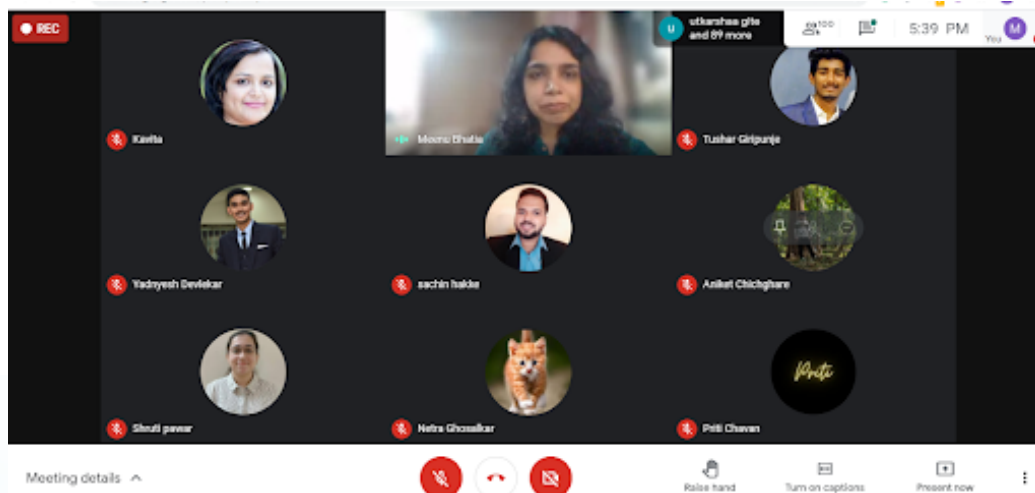 REC
U
utkarshaa gite
and 89 more
100
5:39 PM
You
M
Kavita
Meenu Bhatia
Tushar Giripunje
Yadnyesh Devlekar
sachin hakke
Aniket Chichghare
Shruti pawar
Netra Ghosalkar
Priti
Priti Chavan
Meeting details
Raise hand
Turn on captions
Present now